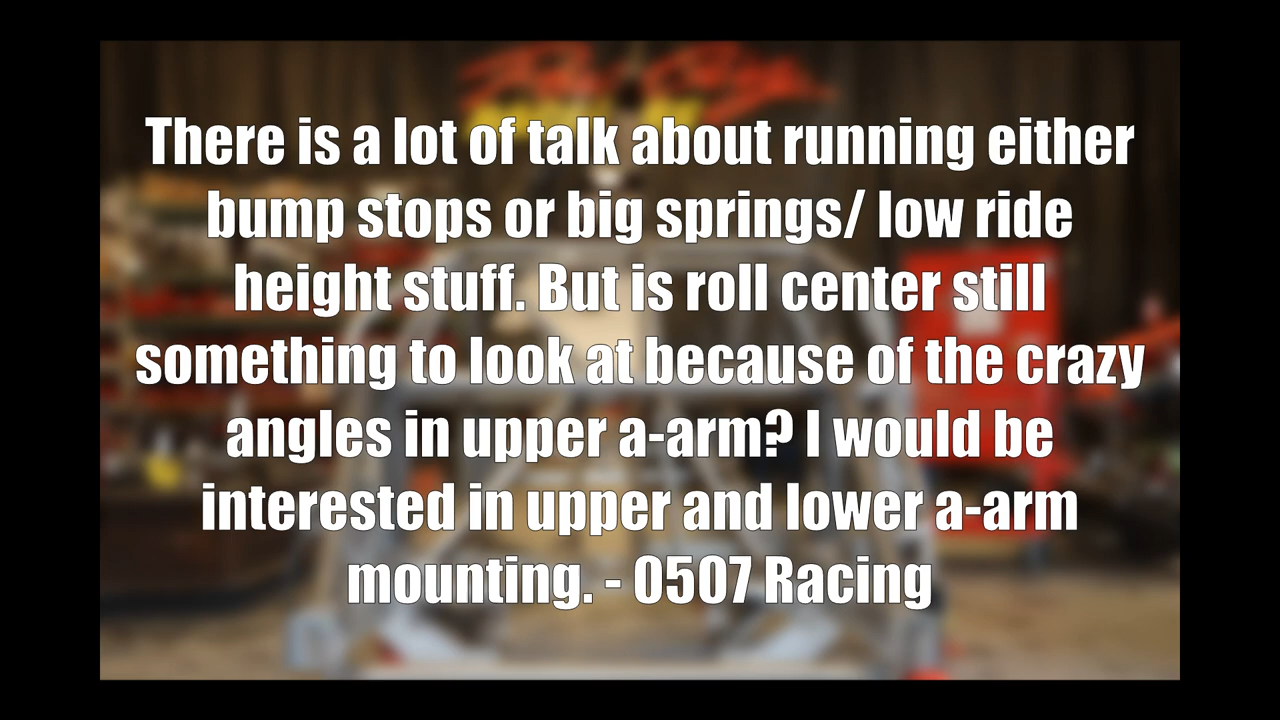 There is a lot of talk about running either
bump stops or big springs/ low ride
height stuff. But is roll center still
something to look at because of the crazy
angles in upper a-arm? I would be
interested in upper and lower a-arm
mounting. - 0507 Racing